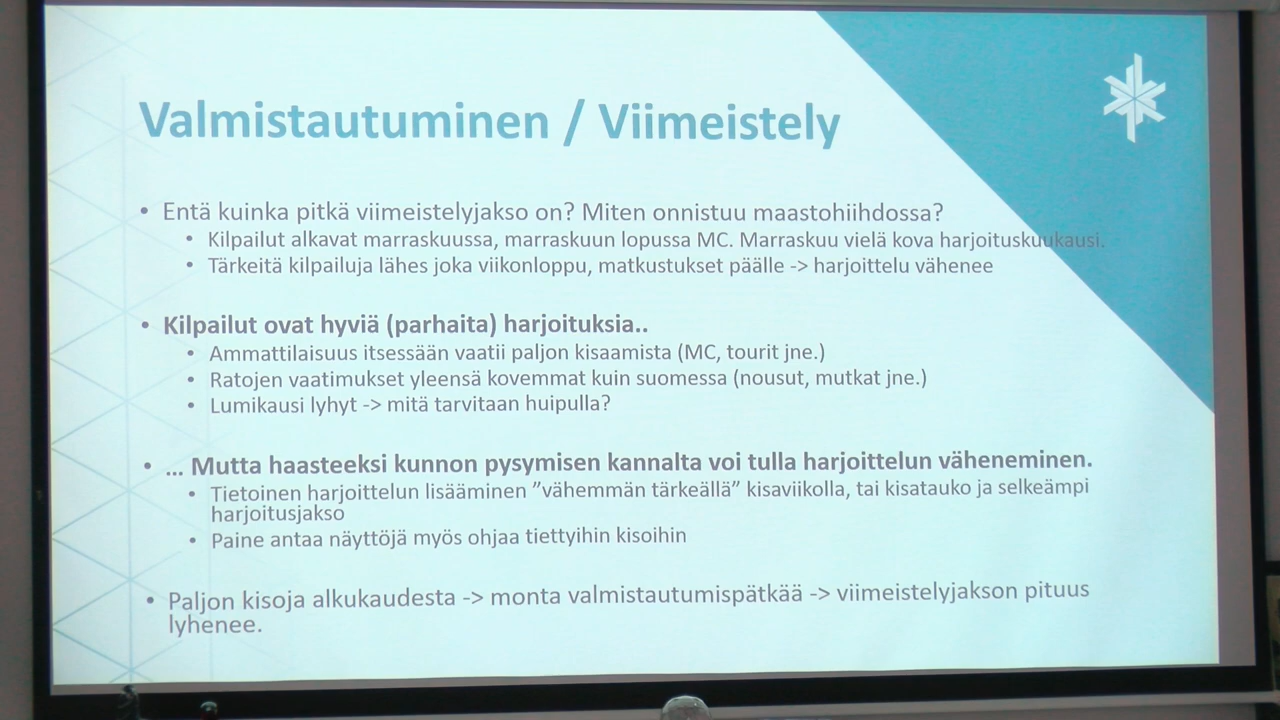 Valmistautuminen / Viimeistely
• Entä kuinka pitkä viimeistelyjakso on? Miten onnistuu maastohiihdossa?
• Kilpailut alkavat marraskuussa, marraskuun lopussa MC. Marraskuu vielä kova harjoituskuukausi.
• Tärkeitä kilpailuja lähes joka viikonloppu, matkustukset päälle -> harjoittelu vähenee
• Kilpailut ovat hyviä (parhaita) harjoituksia..
• Ammattilaisuus itsessään vaatii paljon kisaamista (MC, tourit jne.)
• Ratojen vaatimukset yleensä kovemmat kuin suomessa (nousut, mutkat jne.)
• Lumikausi lyhyt -> mitä tarvitaan huipulla?
• ... Mutta haasteeksi kunnon pysymisen kannalta voi tulla harjoittelun väheneminen.
• Tietoinen harjoittelun lisääminen ”vähemmän tärkeällä” kisaviikolla, tai kisatauko ja selkeämpi
harjoitusjakso
• Paine antaa näyttöjä myös ohjaa tiettyihin kisoihin
• Paljon kisoja alkukaudesta -> monta valmistautumispätkää -> viimeistelyjakson pituus
lyhenee.